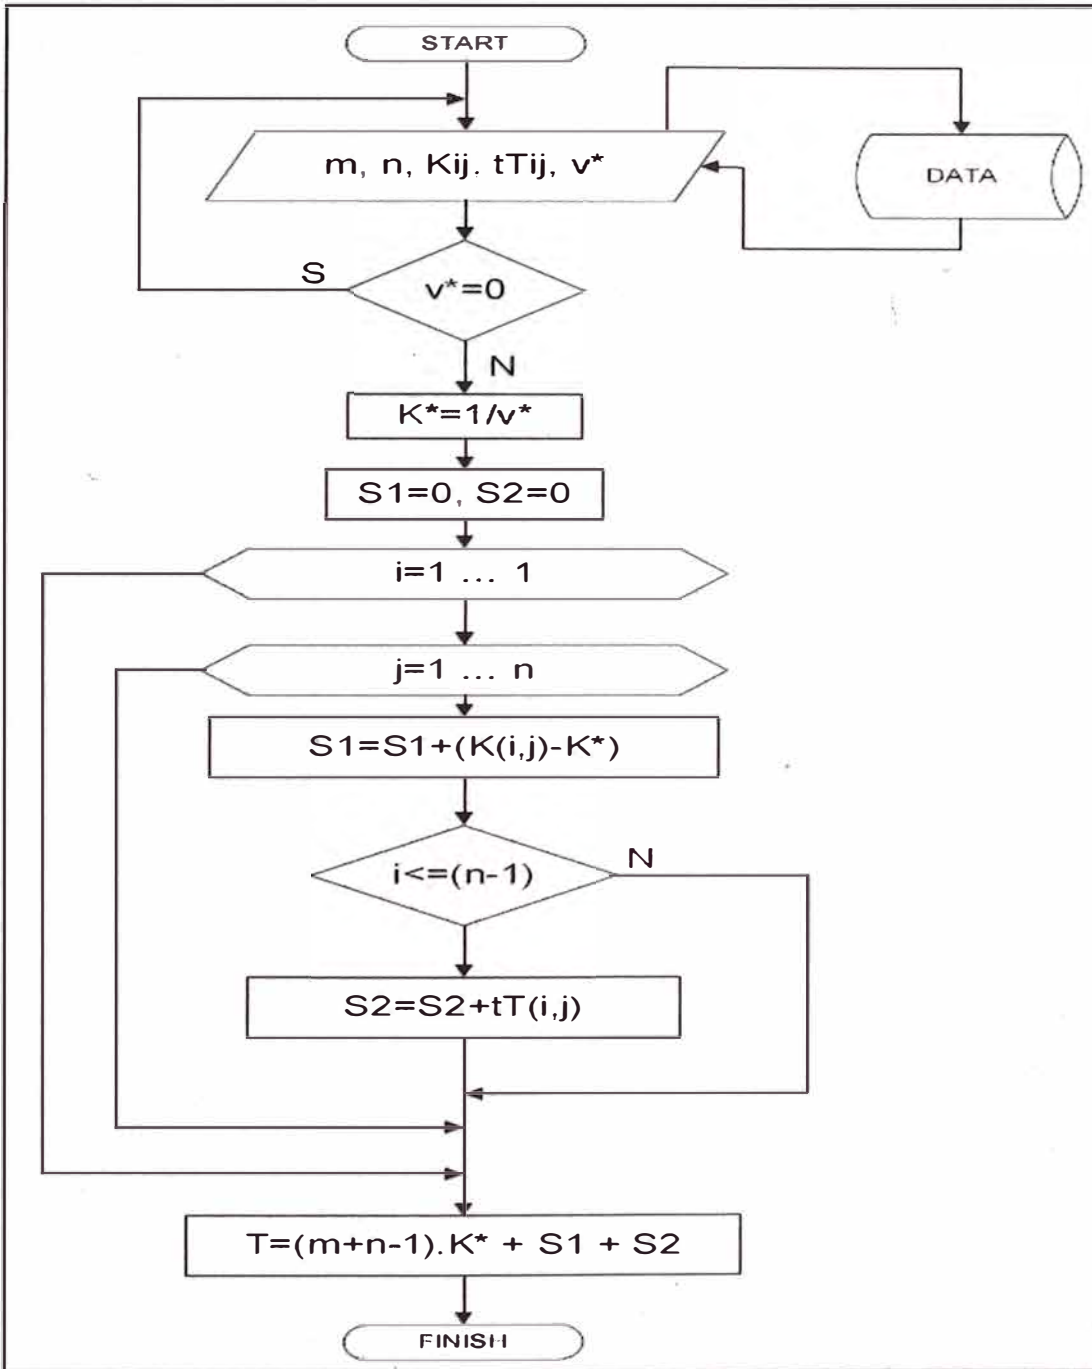 START
m, n, Kij. tTij, v*
DATA
S
v*=0
N
K*=1/v*
S1=0, S2=0
i=1 ... 1
j=1 ... n
S1=S1+(K(i,j)-K*)
i<=(n-1)
N
S2=S2+tT(i,j)
T=(m+n-1).K* + S1 + S2
FINISH